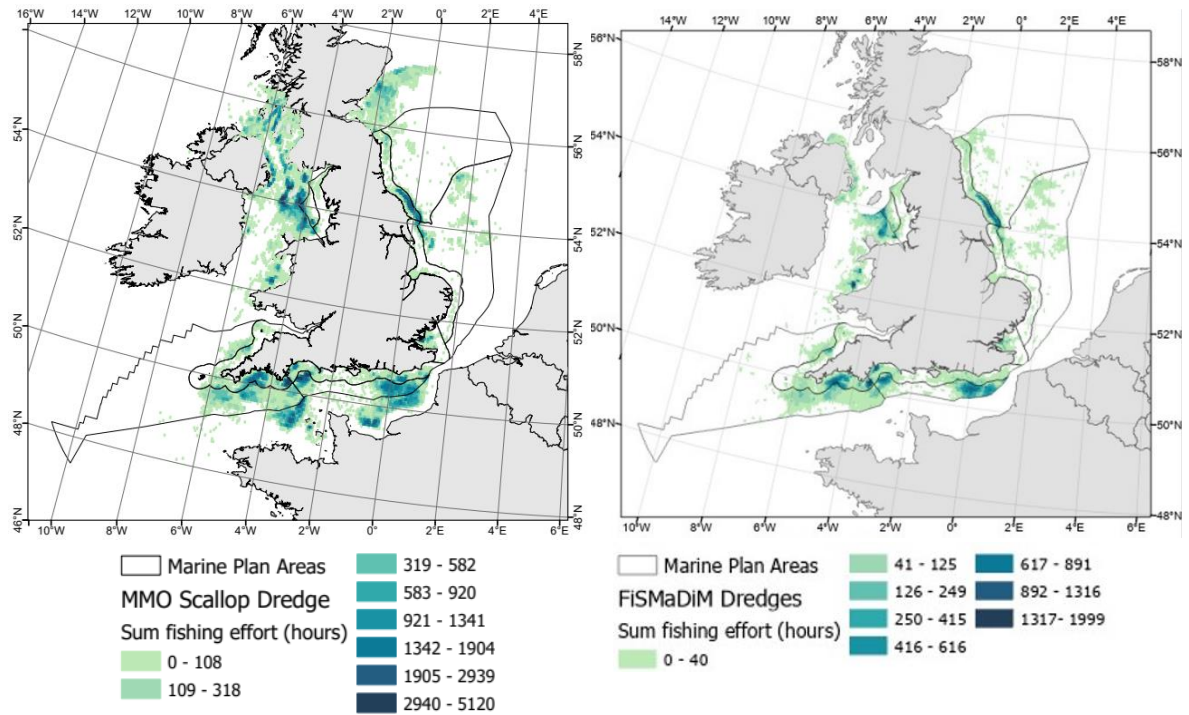 16°W 14°W 12°W 10°W 8°W 6°W 4°W 2°W 0° 2°E 4°E
54°N
52°N
50°N
48°N
46°N
58°N
56°N
54°N
52°N
50°N
48°N
10°W 8°W 6°W 4°W 2°W 0° 2°E 4°E 6°E
Marine Plan Areas
MMO Scallop Dredge
Sum fishing effort (hours)
0 - 108
109 - 318
319 - 582
583 - 920
921 - 1341
1342 - 1904
1905 - 2939
2940 - 5120
10°W 8°W 6°W 4°W 2°W 0° 2°E 4°E
56°N
54°N
52°N
50°N
48°N
58°N
56°N
54°N
52°N
50°N
48°N
10°W 8°W 6°W 4°W 2°W 0° 2°E 4°E 6°E
Marine Plan Areas
FiSMaDiM Dredges
Sum fishing effort (hours)
0 - 40
41 - 125
126 - 249
250 - 415
416 - 616
617 - 891
892 - 1316
1317- 1999